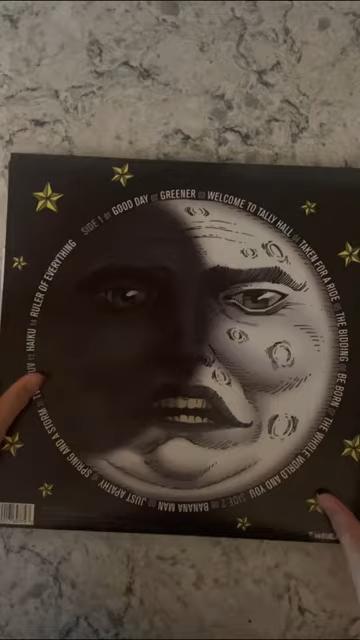 SIDE 1 GOOD DAY GREENER WELCOME TO TALLY HALL TAKEN FOR A RIDE THE BIDDING BE BORN THE WHOLE WORLD AND YOU
SIDE 2 BANANA MAN JUST APATHY SPRING AND A STORM HAIKU RULER OF EVERYTHING